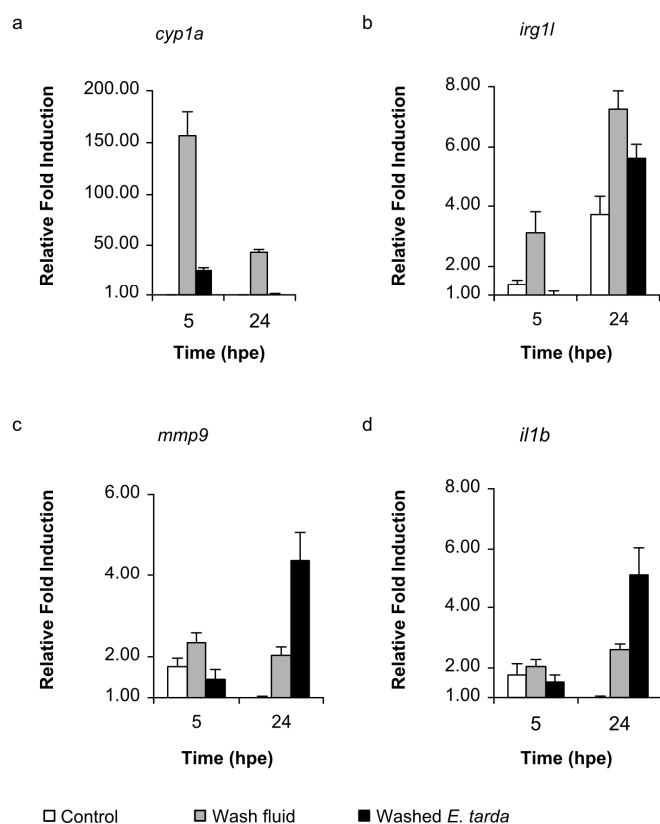 a
cyp1a
Relative Fold Induction
200.00
150.00
100.00
50.00
1.00
5 24
Time (hpe)
b
irg1l
Relative Fold Induction
8.00
6.00
4.00
2.00
1.00
5 24
Time (hpe)
c
mmp9
Relative Fold Induction
6.00
4.00
2.00
1.00
5 24
Time (hpe)
d
il1b
Relative Fold Induction
8.00
6.00
4.00
2.00
1.00
5 24
Time (hpe)
Control Wash fluid Washed E. tarda